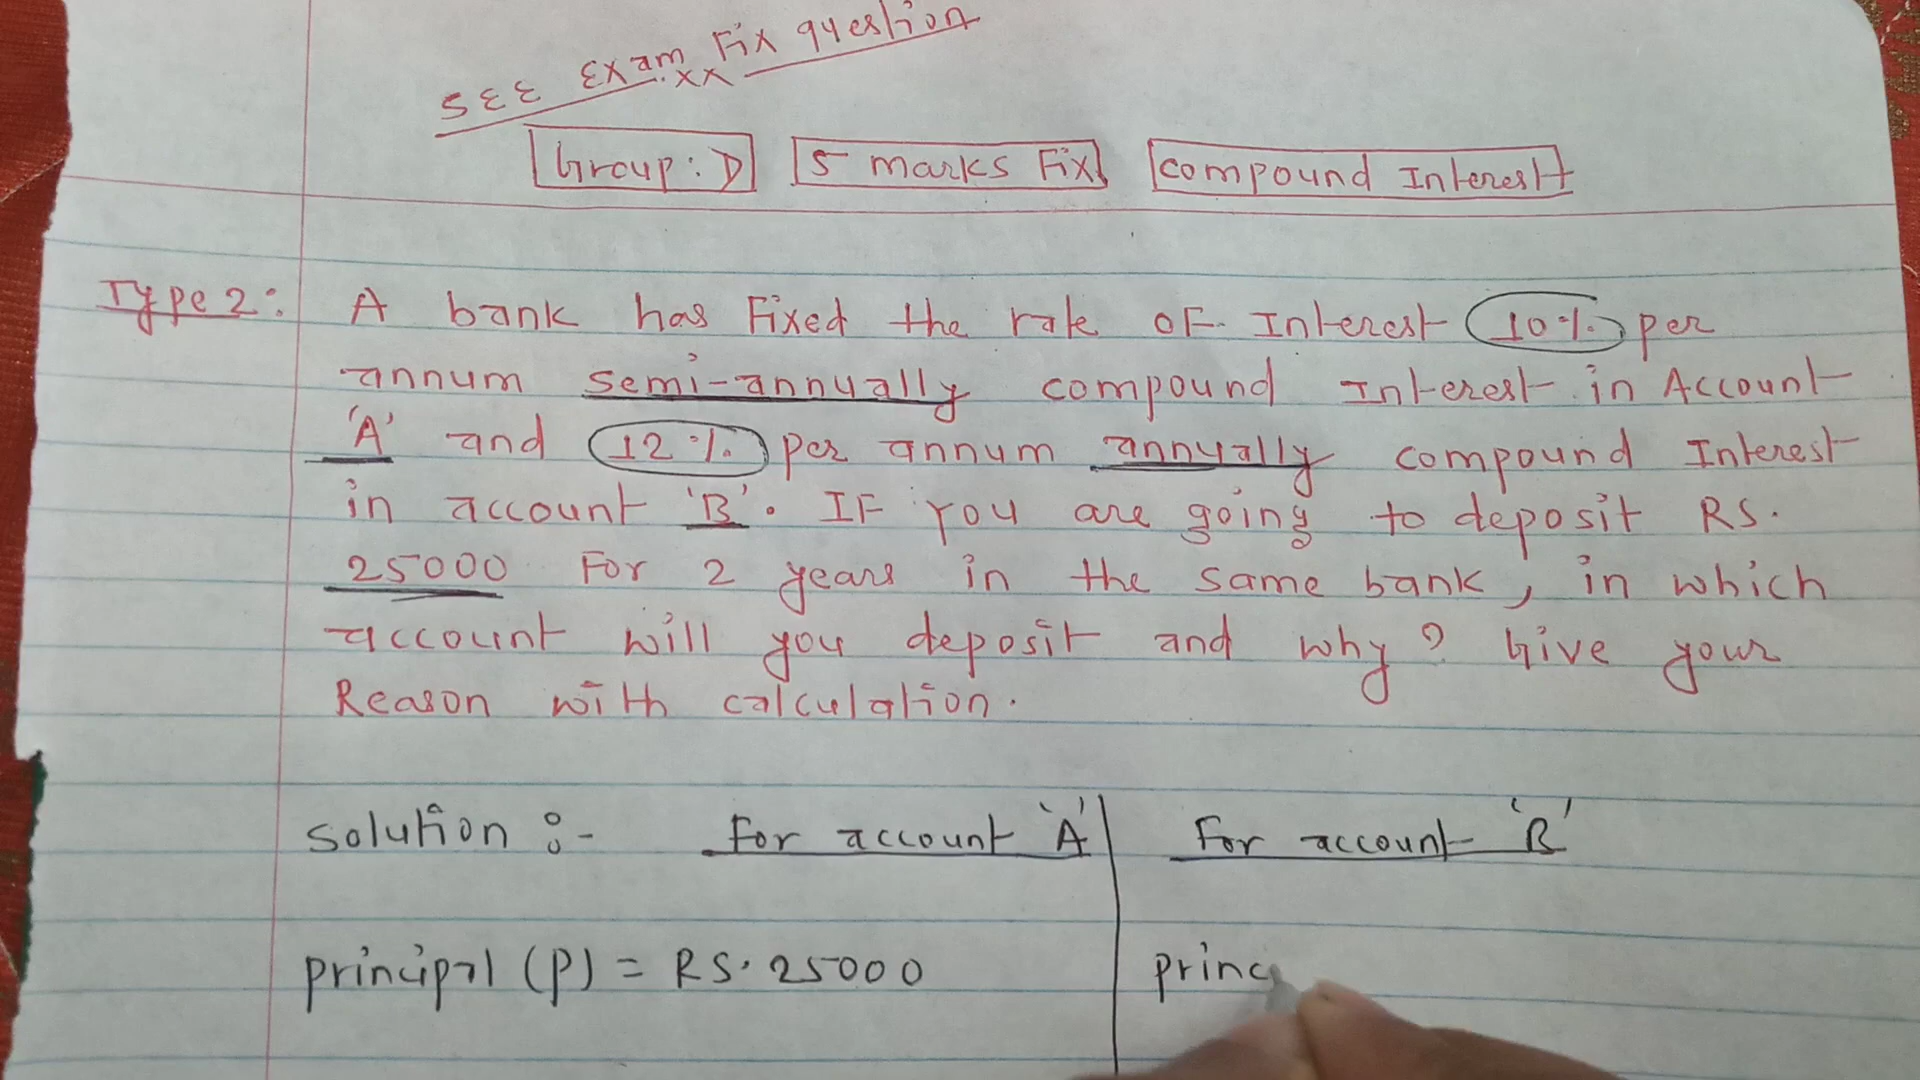 SEE Exam Fix question
xx
Group: D 5 marks Fix compound Interest
Type 2: A bank has Fixed the rate of Interest 10% per
annum semi-annually compound Interest in Account
'A' and 12% per annum annually compound Interest
in account 'B'. IF you are going to deposit RS.
25000 For 2 years in the same bank, in which
account will you deposit and why? Give your
Reason with calculation.
Solution :- For account 'A' For account 'B'
principal (P) = RS. 25000 princ